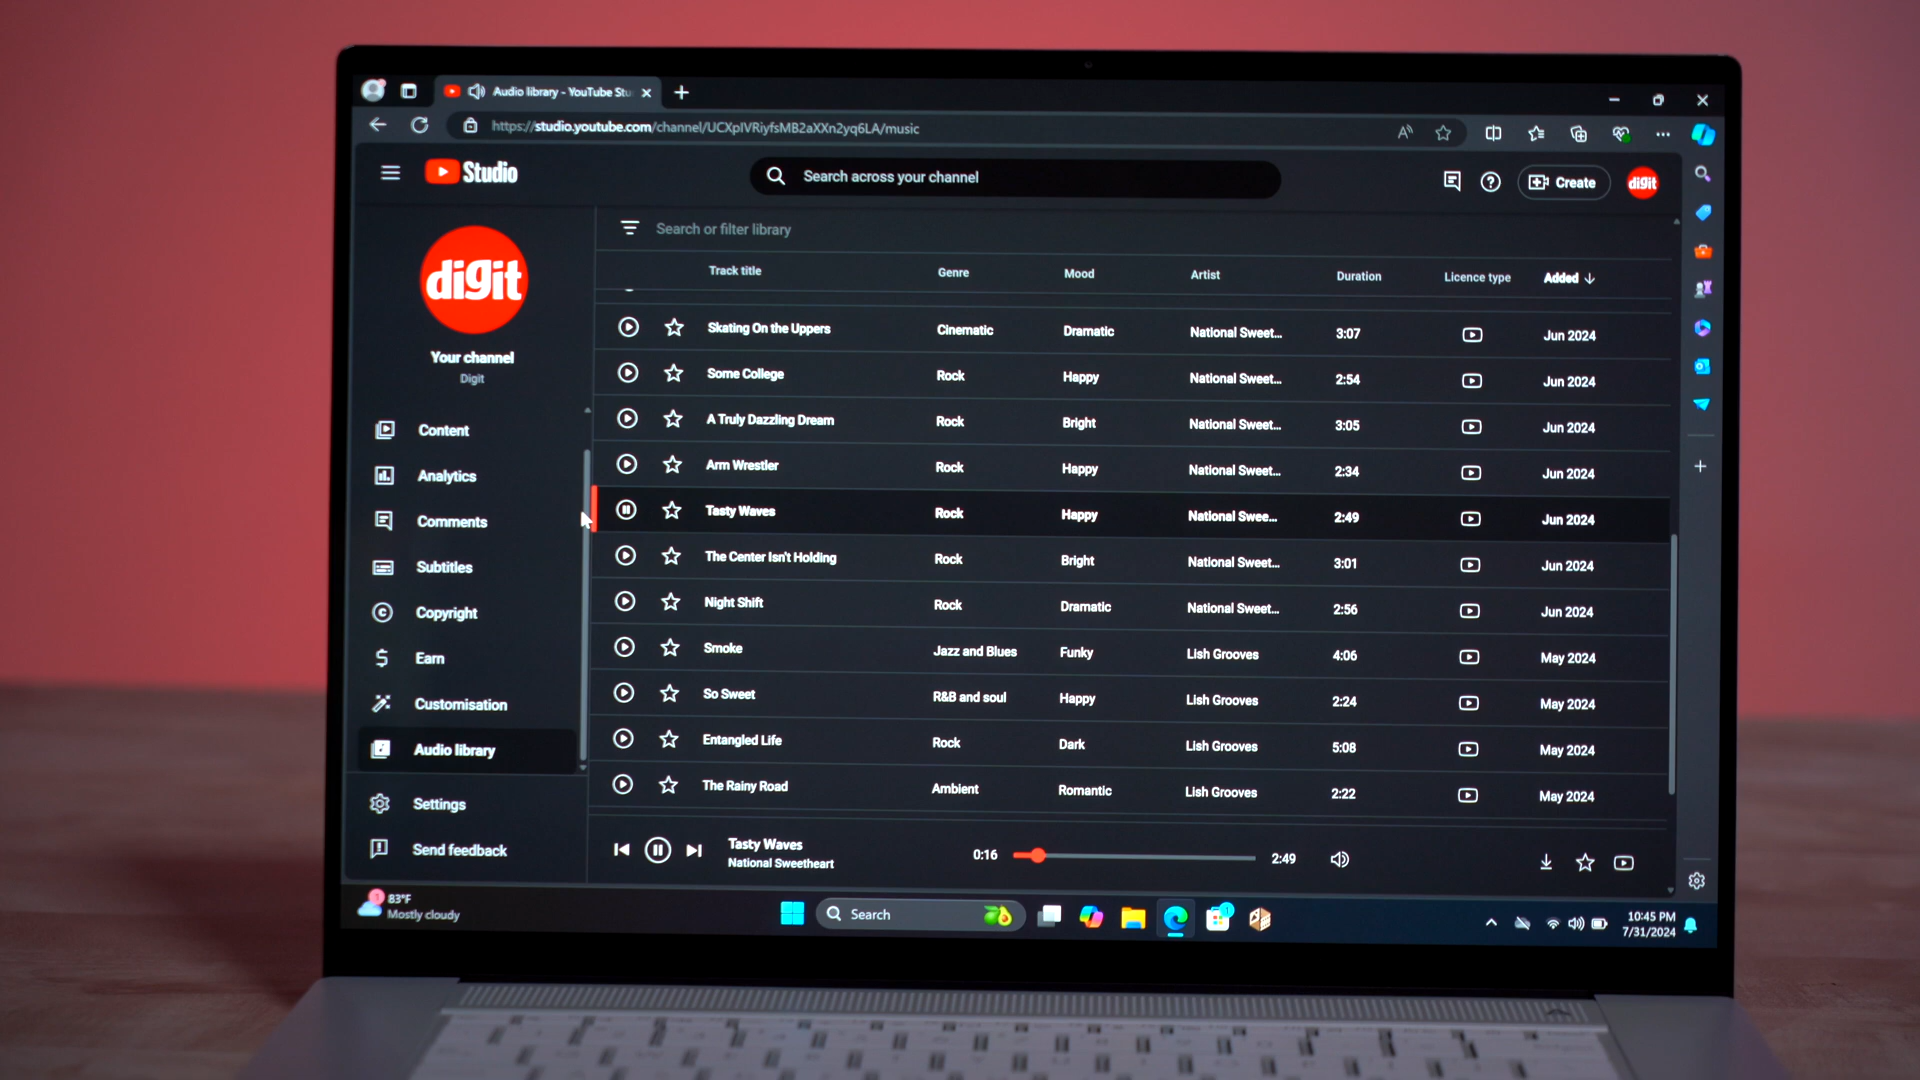 Audio library - YouTube Stu
https://studio.youtube.com/channel/UCXpIVRiyfsMB2aXXn2yq6LA/music
Studio
Search across your channel
Create
digit
digit
Your channel
Digit
Content
Analytics
Comments
Subtitles
Copyright
Earn
Customisation
Audio library
Settings
Send feedback
Search or filter library
Track title Genre Mood Artist Duration Licence type Added
Skating On the Uppers Cinematic Dramatic National Sweet... 3:07 Jun 2024
Some College Rock Happy National Sweet... 2:54 Jun 2024
A Truly Dazzling Dream Rock Bright National Sweet... 3:05 Jun 2024
Arm Wrestler Rock Happy National Sweet... 2:34 Jun 2024
Tasty Waves Rock Happy National Swee... 2:49 Jun 2024
The Center Isn't Holding Rock Bright National Sweet... 3:01 Jun 2024
Night Shift Rock Dramatic National Sweet... 2:56 Jun 2024
Smoke Jazz and Blues Funky Lish Grooves 4:06 May 2024
So Sweet R&B and soul Happy Lish Grooves 2:24 May 2024
Entangled Life Rock Dark Lish Grooves 5:08 May 2024
The Rainy Road Ambient Romantic Lish Grooves 2:22 May 2024
Tasty Waves
National Sweetheart
0:16 2:49
83°F
Mostly cloudy
Search
10:45 PM
7/31/2024